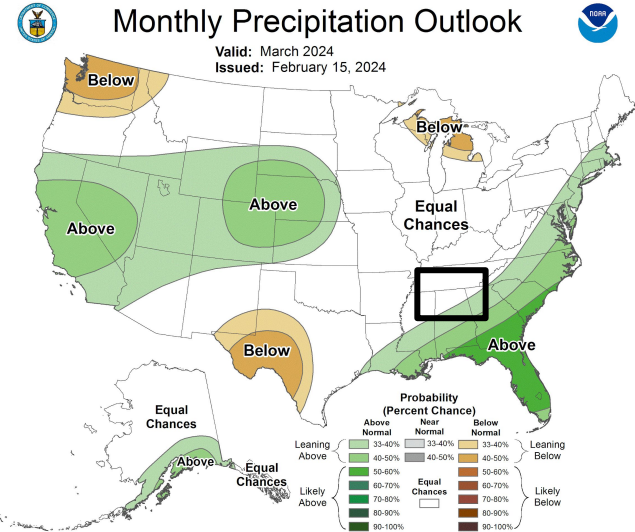 Monthly Precipitation Outlook
Valid: March 2024
Issued: February 15, 2024
NOAA
Below
Below
Above
Above
Equal
Chances
Below
Above
Equal
Chances
Above
Equal
Chances
Probability
(Percent Chance)
Above
Normal
Near
Normal
Below
Normal
Leaning
Above
33-40%
33-40%
33-40%
Leaning
Below
40-50%
40-50%
40-50%
Likely
Above
50-60%
60-70%
70-80%
80-90%
90-100%
Equal
Chances
50-60%
60-70%
70-80%
80-90%
90-100%
Likely
Below